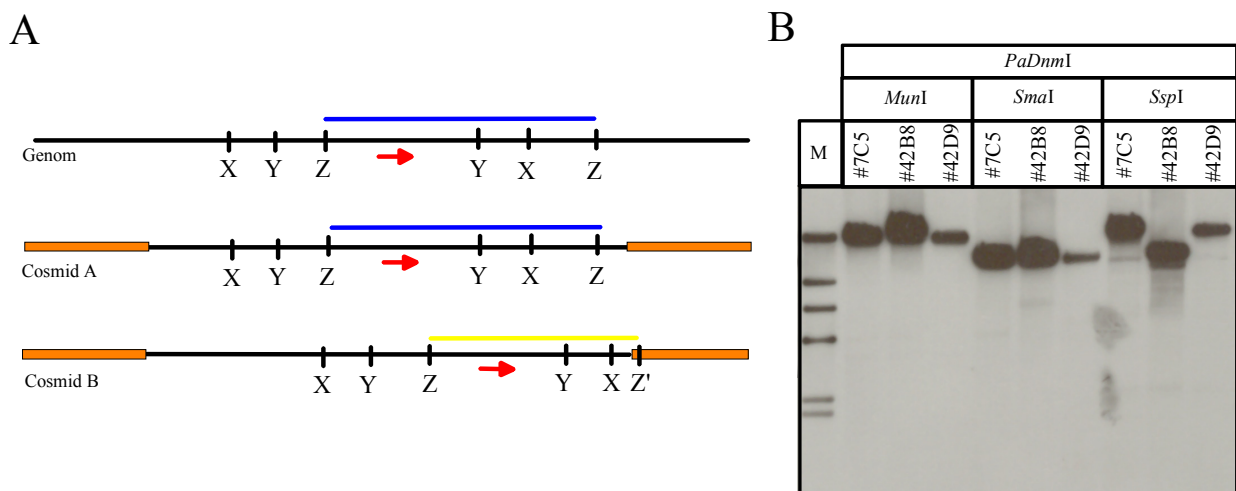 A
Genom
X Y Z Y X Z
Cosmid A
X Y Z Y X Z
Cosmid B
X Y Z Y X Z'
B
PaDnmI
MunI SmaI SspI
M #7C5 #42B8 #42D9 #7C5 #42B8 #42D9 #7C5 #42B8 #42D9